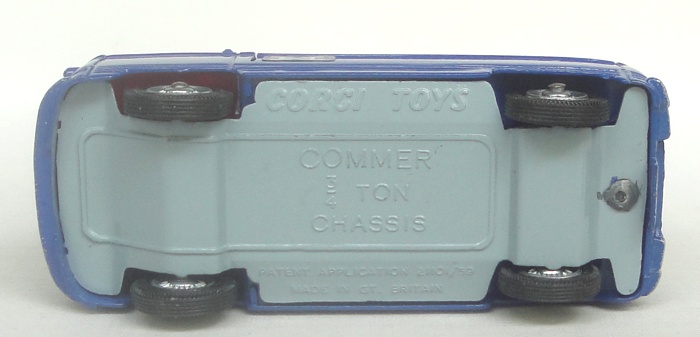 CORGI TOYS
COMMER
3/4 TON
CHASSIS
PATENT APPLICATION
MADE IN GT. BRITAIN